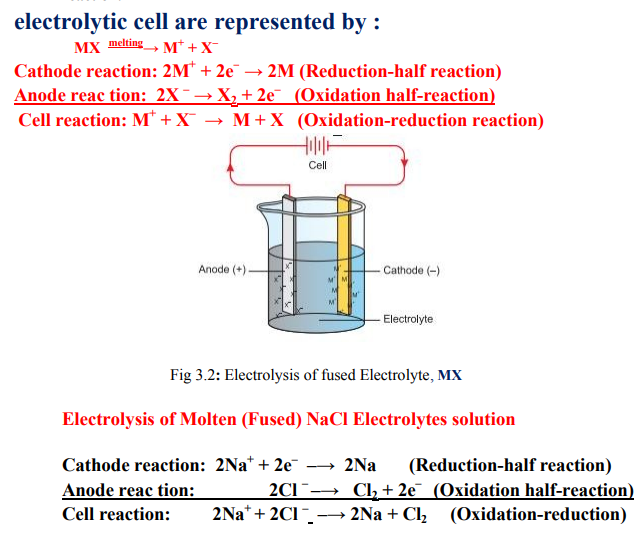 electrolytic cell are represented by :
MX melting → M⁺ + X⁻
Cathode reaction: 2M⁺ + 2e⁻ → 2M (Reduction-half reaction)
Anode reac tion: 2X⁻ → X₂ + 2e⁻ (Oxidation half-reaction)
Cell reaction: M⁺ + X⁻ → M + X (Oxidation-reduction reaction)
−
Cell
Anode (+)
X⁻ X⁻ X⁻ X⁻ X⁻ X⁻ X⁻ X⁻
M⁺ M⁺ M M M⁺ M⁺
Cathode (−)
Electrolyte
Fig 3.2: Electrolysis of fused Electrolyte, MX
Electrolysis of Molten (Fused) NaCl Electrolytes solution
Cathode reaction: 2Na⁺ + 2e⁻ → 2Na (Reduction-half reaction)
Anode reac tion: 2Cl⁻ → Cl₂ + 2e⁻ (Oxidation half-reaction)
Cell reaction: 2Na⁺ + 2Cl⁻ → 2Na + Cl₂ (Oxidation-reduction)